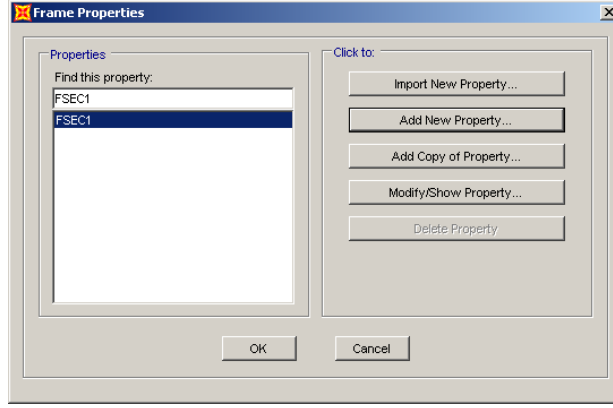 Frame Properties
Properties
Find this property:
FSEC1
FSEC1
Click to:
Import New Property...
Add New Property...
Add Copy of Property...
Modify/Show Property...
Delete Property
OK
Cancel